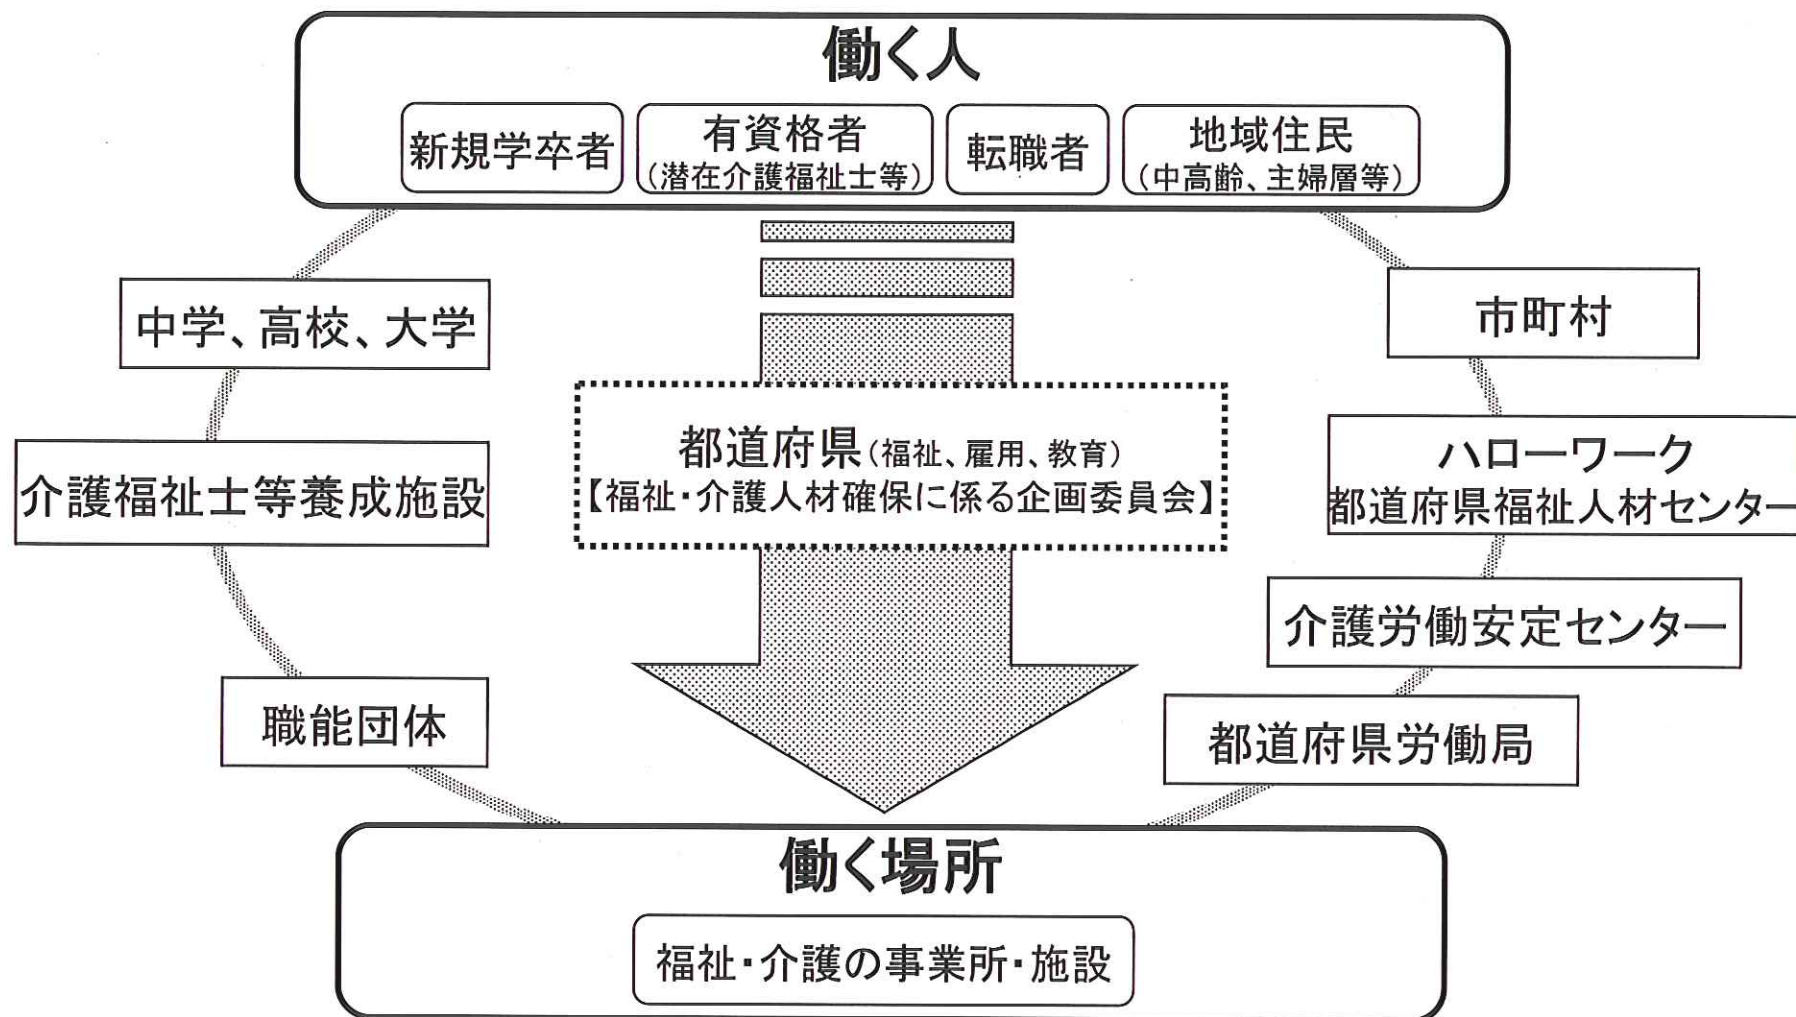 働く人
新規学卒者
有資格者
(潜在介護福祉士等)
転職者
地域住民
(中高齢、主婦層等)
中学、高校、大学
市町村
介護福祉士等養成施設
都道府県(福祉、雇用、教育)
【福祉・介護人材確保に係る企画委員会】
ハローワーク
都道府県福祉人材センター
介護労働安定センター
職能団体
都道府県労働局
働く場所
福祉・介護の事業所・施設